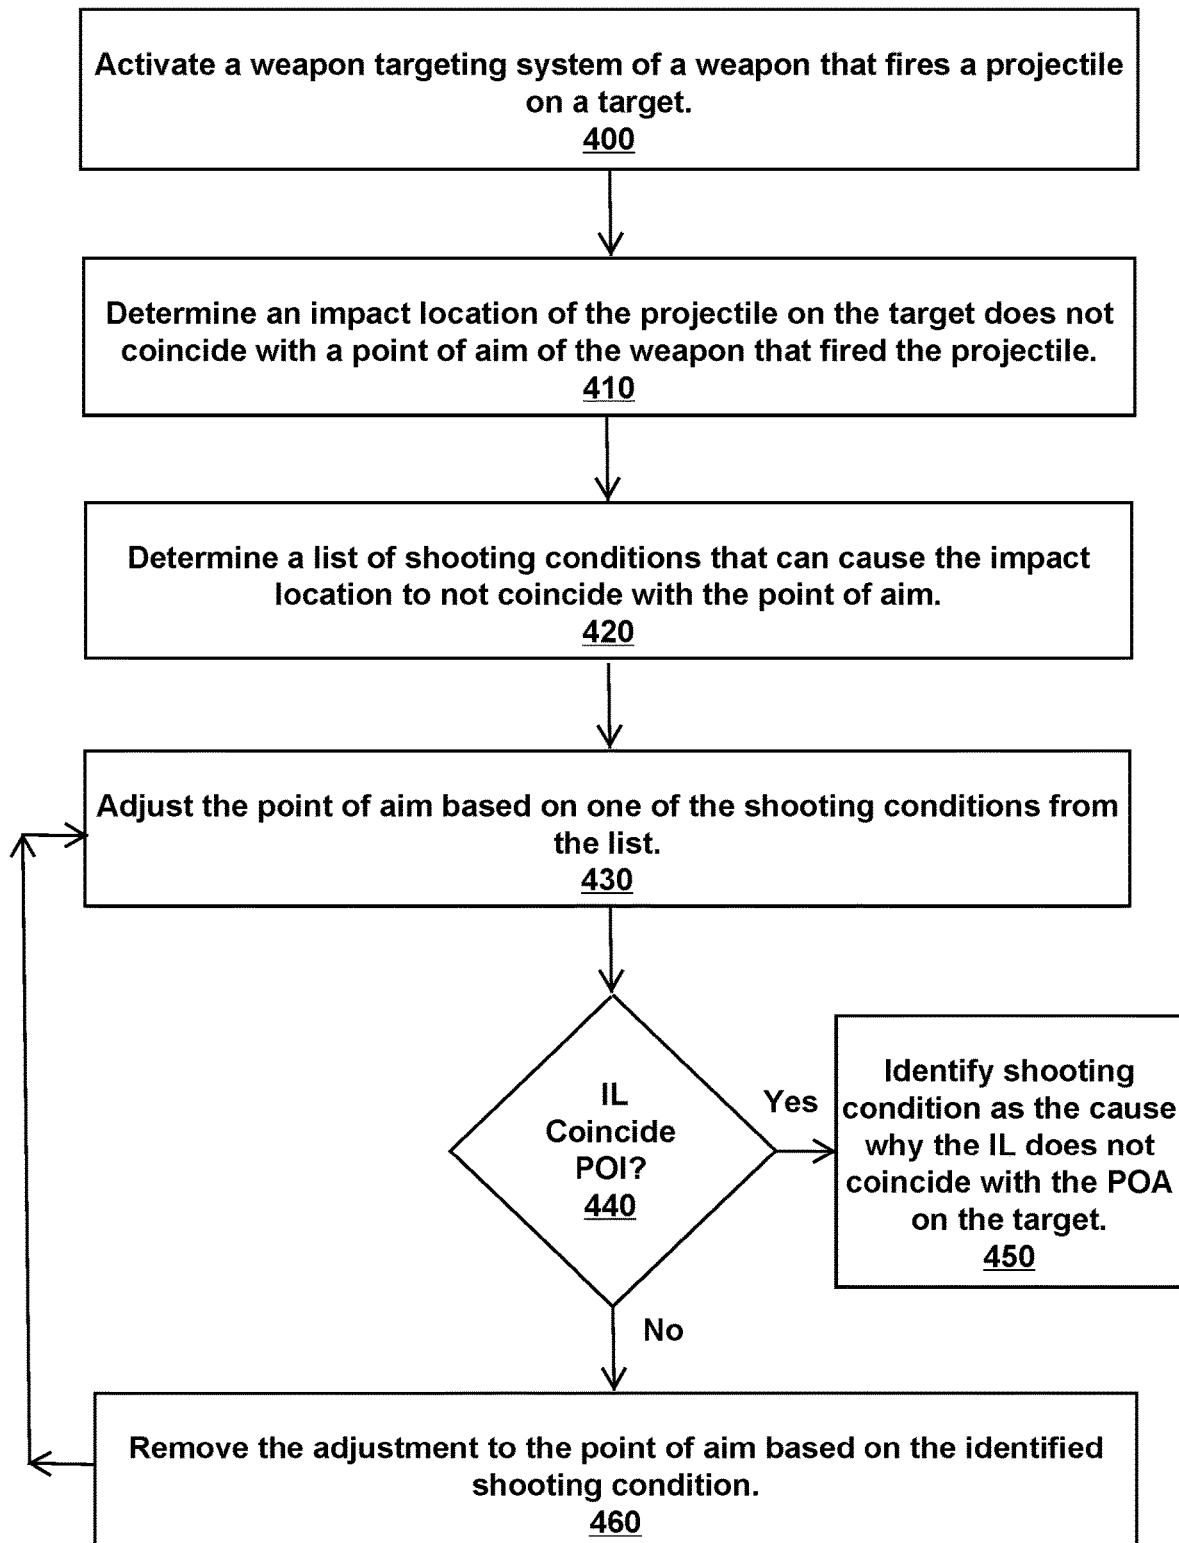 Activate a weapon targeting system of a weapon that fires a projectile
on a target.
400
Determine an impact location of the projectile on the target does not
coincide with a point of aim of the weapon that fired the projectile.
410
Determine a list of shooting conditions that can cause the impact
location to not coincide with the point of aim.
420
Adjust the point of aim based on one of the shooting conditions from
the list.
430
IL
Coincide
POI?
440
Yes
Identify shooting
condition as the cause
why the IL does not
coincide with the POA
on the target.
450
No
Remove the adjustment to the point of aim based on the identified
shooting condition.
460